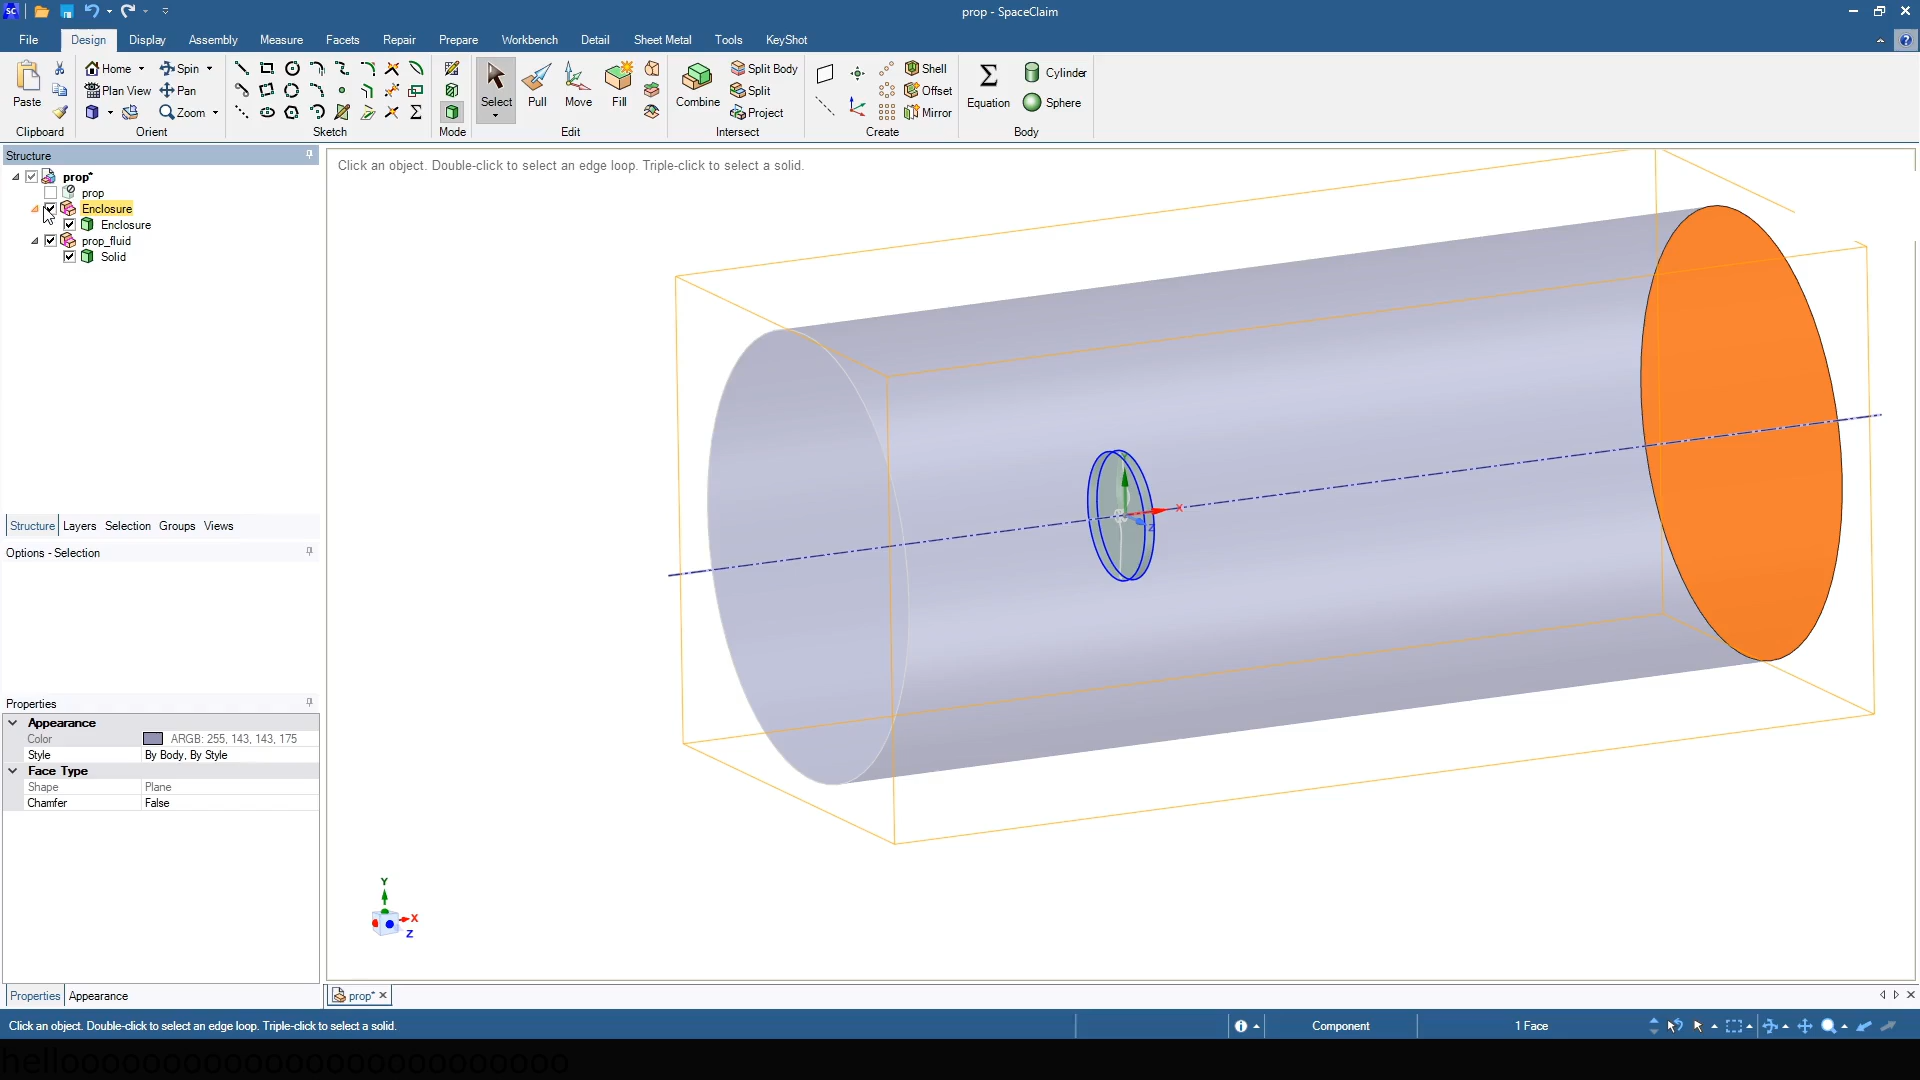 SC prop - SpaceClaim
File Design Display Assembly Measure Facets Repair Prepare Workbench Detail Sheet Metal Tools KeyShot
Paste
Clipboard
Home Spin
Plan View Pan
Zoom
Orient
Sketch
Mode
Select Pull Move Fill
Edit
Combine Split Body
Split
Project
Intersect
Shell
Offset
Mirror
Create
Equation Cylinder
Sphere
Body
Structure
prop*
prop
Enclosure
Enclosure
prop_fluid
Solid
Structure Layers Selection Groups Views
Options - Selection
Properties
Appearance
Color ARGB: 255, 143, 143, 175
Style By Body, By Style
Face Type
Shape Plane
Chamfer False
Properties Appearance
Click an object. Double-click to select an edge loop. Triple-click to select a solid.
Y
X
Z
Y
X
Z
prop*
Click an object. Double-click to select an edge loop. Triple-click to select a solid. Component 1 Face